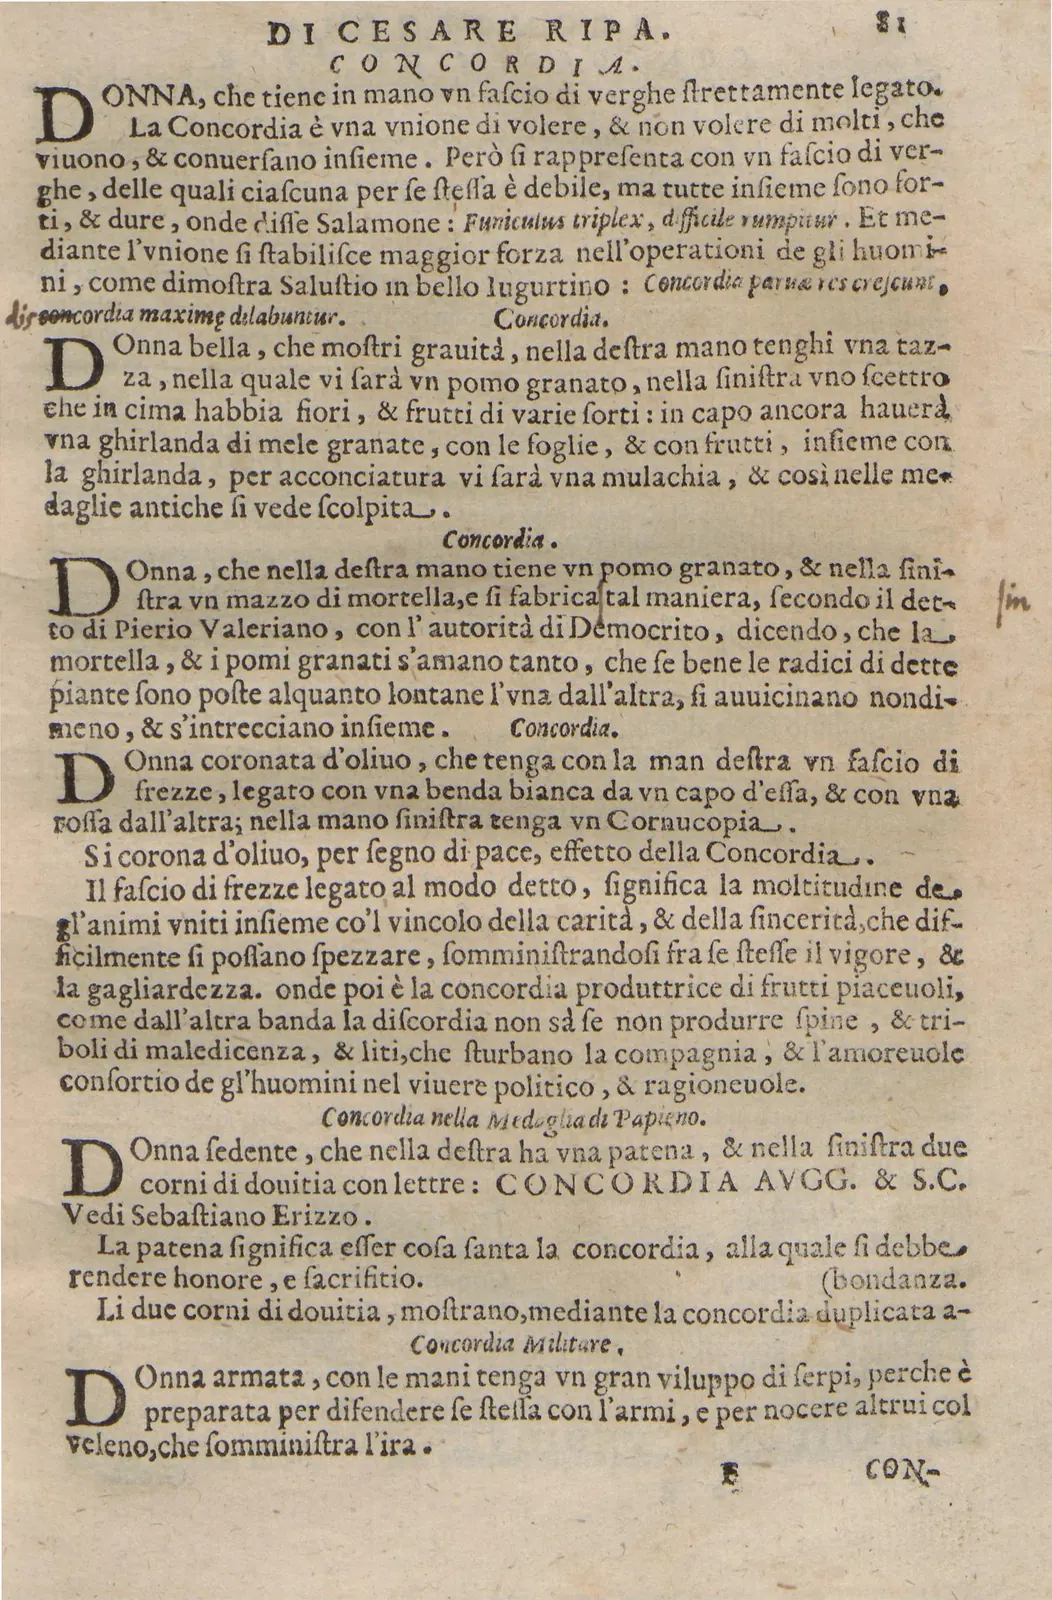 DI CESARE RIPA. 81
CONCORDIA.
DONNA, che tiene in mano vn faſcio di verghe ſtrettamente legato.
La Concordia è vna vnione di volere, & non volere di molti, che
viuono, & conuerſano inſieme. Però ſi rappreſenta con vn faſcio di ver-
ghe, delle quali ciaſcuna per ſe ſteſſa è debile, ma tutte inſieme ſono for-
ti, & dure, onde diſſe Salamone: Funiculus triplex, difficile rumpitur. Et me-
diante l'vnione ſi ſtabiliſce maggior forza nell'operationi de gli huomi-
ni, come dimoſtra Saluſtio in bello Iugurtino: Concordia paruæ res creſcunt,
diſconcordia maximę dilabuntur. Concordia.
DOnna bella, che moſtri grauità, nella deſtra mano tenghi vna taz-
za, nella quale vi ſarà vn pomo granato, nella ſiniſtra vno ſcettro
che in cima habbia fiori, & frutti di varie ſorti: in capo ancora hauerà
vna ghirlanda di mele granate, con le foglie, & con frutti, inſieme con
la ghirlanda, per acconciatura vi ſarà vna mulachia, & così nelle me-
daglie antiche ſi vede ſcolpita.
Concordia.
DOnna, che nella deſtra mano tiene vn pomo granato, & nella ſini-
ſtra vn mazzo di mortella, e ſi fabrica tal maniera, ſecondo il det- ſin
to di Pierio Valeriano, con l'autorità di Democrito, dicendo, che la
mortella, & i pomi granati s'amano tanto, che ſe bene le radici di dette
piante ſono poſte alquanto lontane l'vna dall'altra, ſi auuicinano nondi-
meno, & s'intrecciano inſieme. Concordia.
DOnna coronata d'oliuo, che tenga con la man deſtra vn faſcio di
frezze, legato con vna benda bianca da vn capo d'eſſa, & con vna
roſſa dall'altra; nella mano ſiniſtra tenga vn Cornucopia.
Si corona d'oliuo, per ſegno di pace, effetto della Concordia.
Il faſcio di frezze legato al modo detto, ſignifica la moltitudine de
gl'animi vniti inſieme co'l vincolo della carità, & della ſincerità, che dif-
ficilmente ſi poſſano ſpezzare, ſomminiſtrandoſi fra ſe ſteſſe il vigore, &
la gagliardezza. onde poi è la concordia produttrice di frutti piaceuoli,
come dall'altra banda la diſcordia non sà ſe non produrre ſpine, & tri-
boli di maledicenza, & liti, che ſturbano la compagnia, & l'amoreuole
conſortio de gl'huomini nel viuere politico, & ragioneuole.
Concordia nella Medaglia di Papieno.
DOnna ſedente, che nella deſtra ha vna patena, & nella ſiniſtra due
corni di douitia con lettre: CONCORDIA AVGG. & S.C.
Vedi Sebaſtiano Erizzo.
La patena ſignifica eſſer coſa ſanta la concordia, alla quale ſi debbe
rendere honore, e ſacrifitio. (bondanza.
Li due corni di douitia, moſtrano, mediante la concordia duplicata a-
Concordia Militare.
DOnna armata, con le mani tenga vn gran viluppo di ſerpi, perche è
preparata per difendere ſe ſteſſa con l'armi, e per nocere altrui col
veleno, che ſomminiſtra l'ira.
F CON-